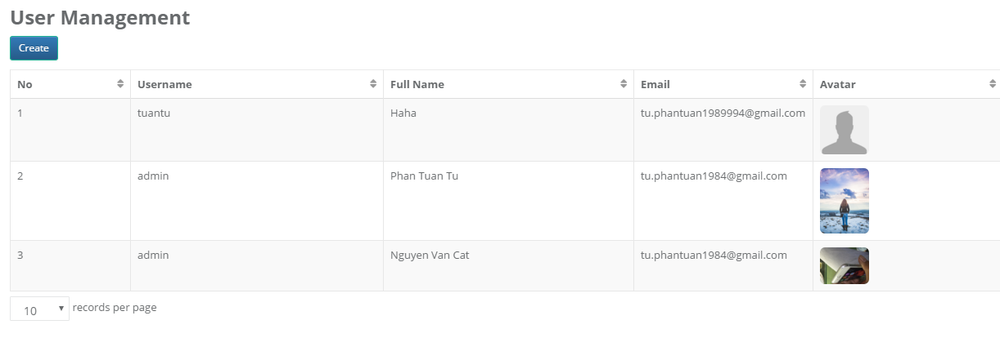 User Management
Create
No Username Full Name Email Avatar
1 tuantu Haha tu.phantuan1989994@gmail.com
2 admin Phan Tuan Tu tu.phantuan1984@gmail.com
3 admin Nguyen Van Cat tu.phantuan1984@gmail.com
10 records per page